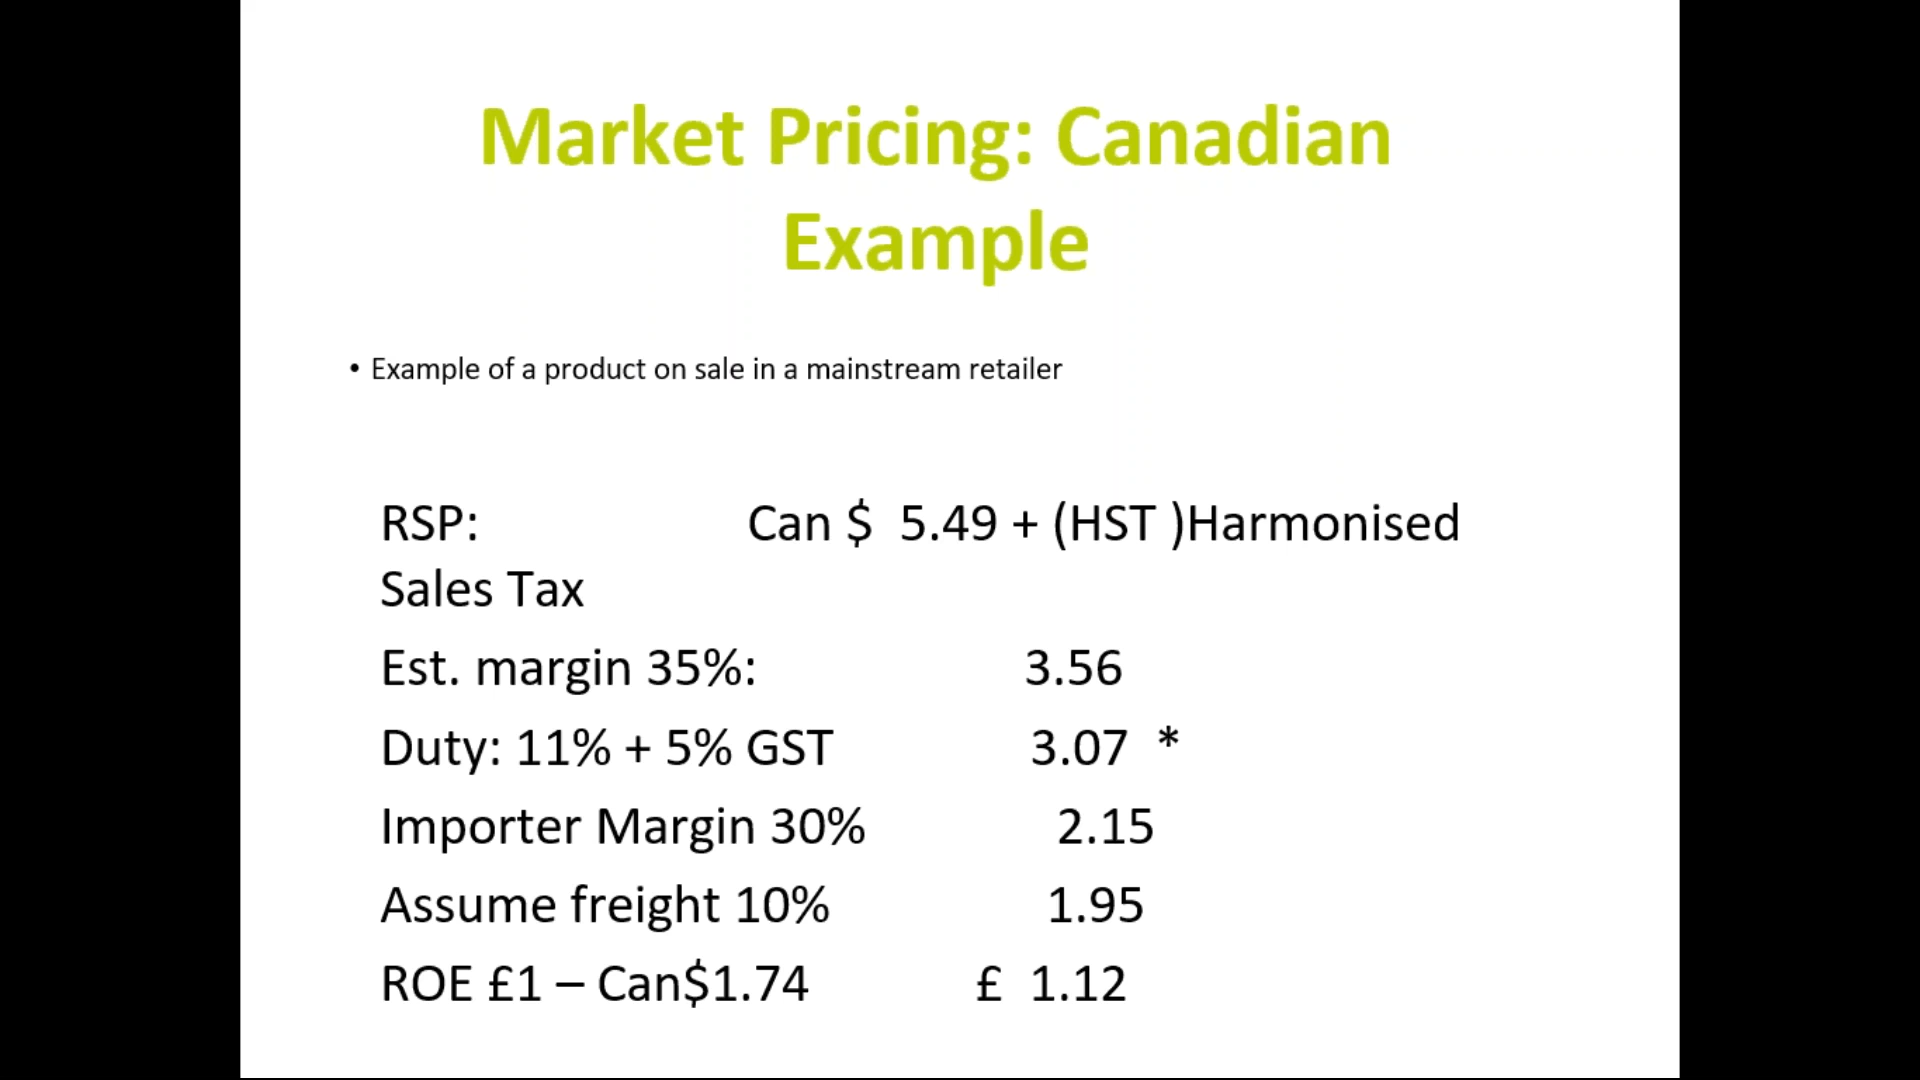 Market Pricing: Canadian
Example
• Example of a product on sale in a mainstream retailer
RSP: Can $ 5.49 + (HST )Harmonised
Sales Tax
Est. margin 35%: 3.56
Duty: 11% + 5% GST 3.07 *
Importer Margin 30% 2.15
Assume freight 10% 1.95
ROE £1 – Can$1.74 £ 1.12